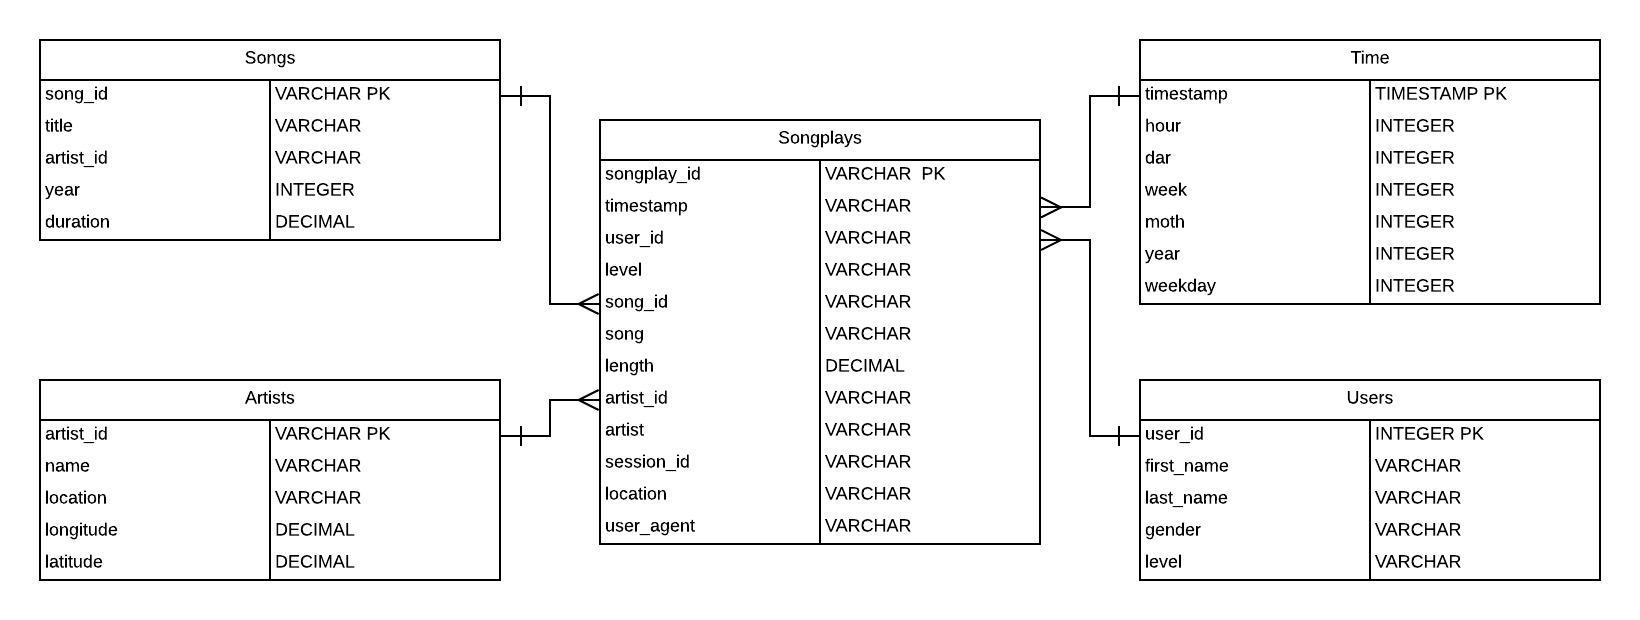 Songs
song_id VARCHAR PK
title VARCHAR
artist_id VARCHAR
year INTEGER
duration DECIMAL
Artists
artist_id VARCHAR PK
name VARCHAR
location VARCHAR
longitude DECIMAL
latitude DECIMAL
Songplays
songplay_id VARCHAR PK
timestamp VARCHAR
user_id VARCHAR
level VARCHAR
song_id VARCHAR
song VARCHAR
length DECIMAL
artist_id VARCHAR
artist VARCHAR
session_id VARCHAR
location VARCHAR
user_agent VARCHAR
Time
timestamp TIMESTAMP PK
hour INTEGER
dar INTEGER
week INTEGER
moth INTEGER
year INTEGER
weekday INTEGER
Users
user_id INTEGER PK
first_name VARCHAR
last_name VARCHAR
gender VARCHAR
level VARCHAR